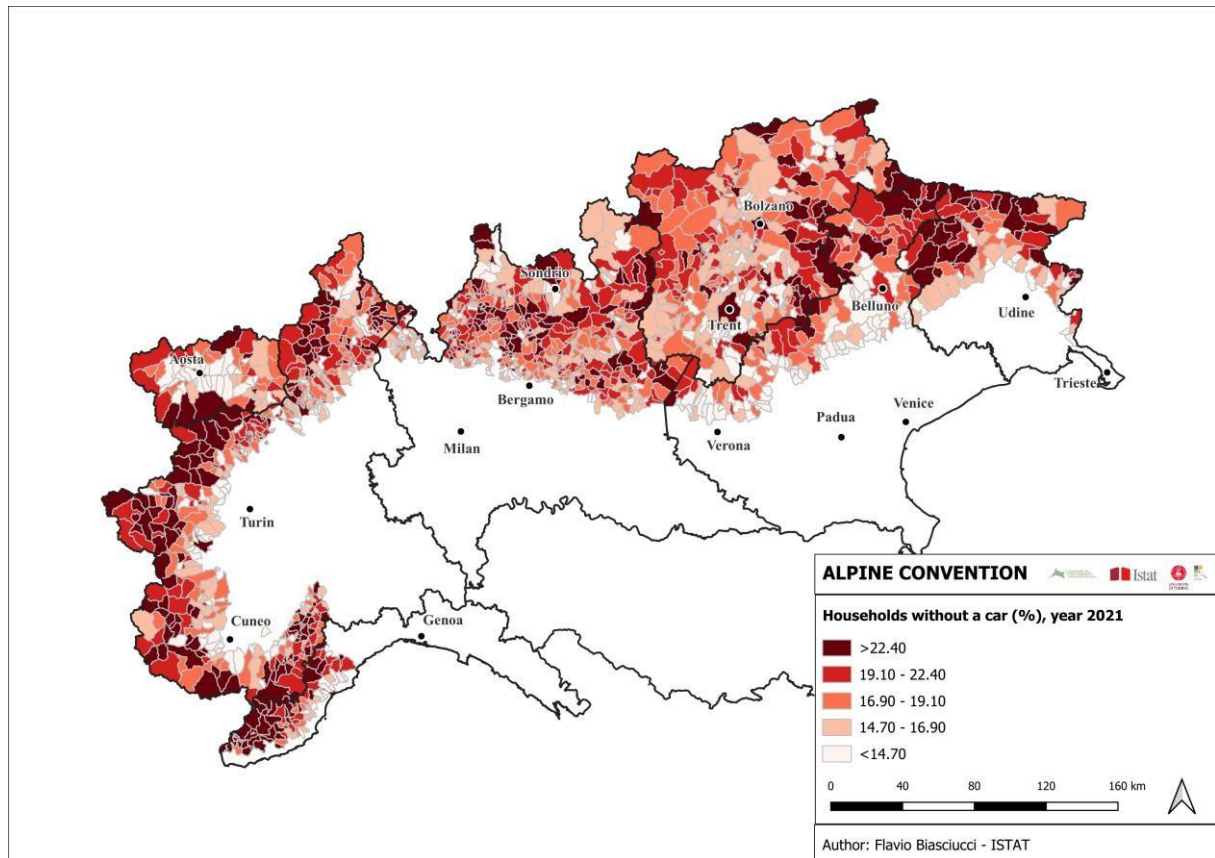 Bolzano
Sondrio
Trent
Belluno
Udine
Aosta
Trieste
Bergamo
Venice
Padua
Milan
Verona
Turin
Cuneo
Genoa
ALPINE CONVENTION
Istat
Households without a car (%), year 2021
>22.40
19.10 - 22.40
16.90 - 19.10
14.70 - 16.90
<14.70
0 40 80 120 160 km
Author: Flavio Biasciucci - ISTAT